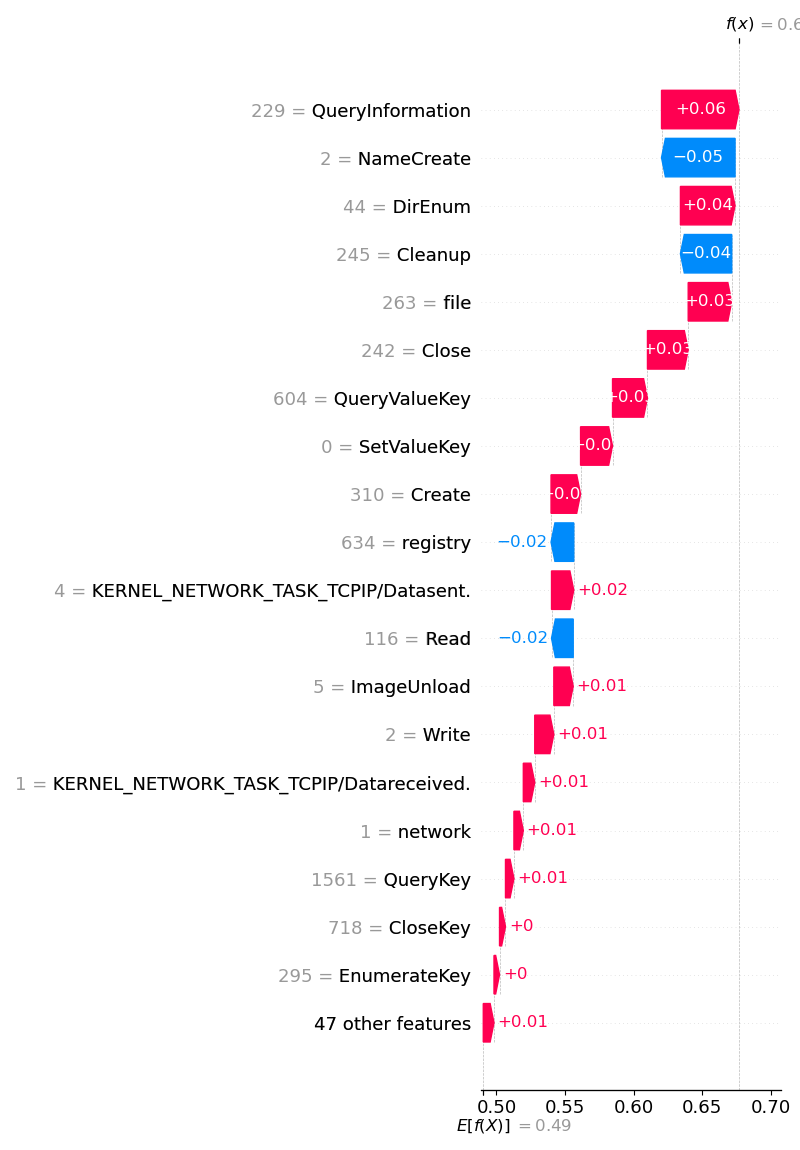 f(x) = 0.6
229 = QueryInformation +0.06
2 = NameCreate −0.05
44 = DirEnum +0.04
245 = Cleanup −0.04
263 = file +0.03
242 = Close +0.03
604 = QueryValueKey
0 = SetValueKey
310 = Create
634 = registry −0.02
4 = KERNEL_NETWORK_TASK_TCPIP/Datasent. +0.02
116 = Read −0.02
5 = ImageUnload +0.01
2 = Write +0.01
1 = KERNEL_NETWORK_TASK_TCPIP/Datareceived. +0.01
1 = network +0.01
1561 = QueryKey +0.01
718 = CloseKey +0
295 = EnumerateKey +0
47 other features +0.01
0.50 0.55 0.60 0.65 0.70
E[f(X)] = 0.49